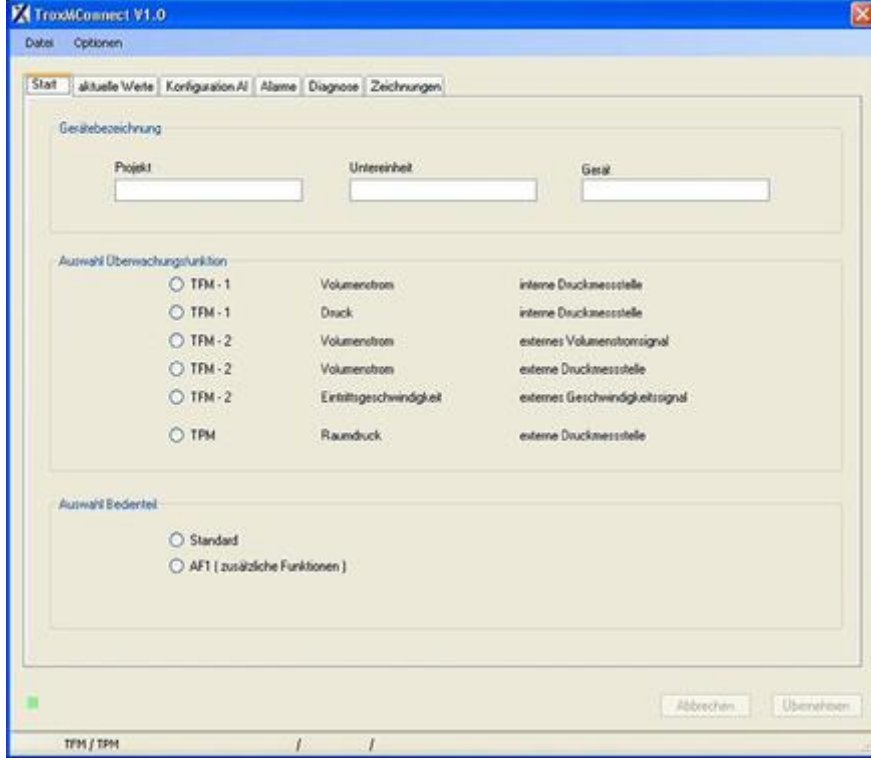 TroxMConnect V1.0
Datei Optionen
Start aktuelle Werte Konfiguration AI Alarme Diagnose Zeichnungen
Gerätebezeichnung
Projekt Untereinheit Gerät
Auswahl Überwachungsfunktion
TFM - 1 Volumenstrom interne Druckmessstelle
TFM - 1 Druck interne Druckmessstelle
TFM - 2 Volumenstrom externes Volumenstromsignal
TFM - 2 Volumenstrom externe Druckmessstelle
TFM - 2 Eintrittsgeschwindigkeit externes Geschwindigkeitssignal
TPM Raumdruck externe Druckmessstelle
Auswahl Bedienteil
Standard
AF1 ( zusätzliche Funktionen )
Abbrechen Übernehmen
TFM / TPM / /